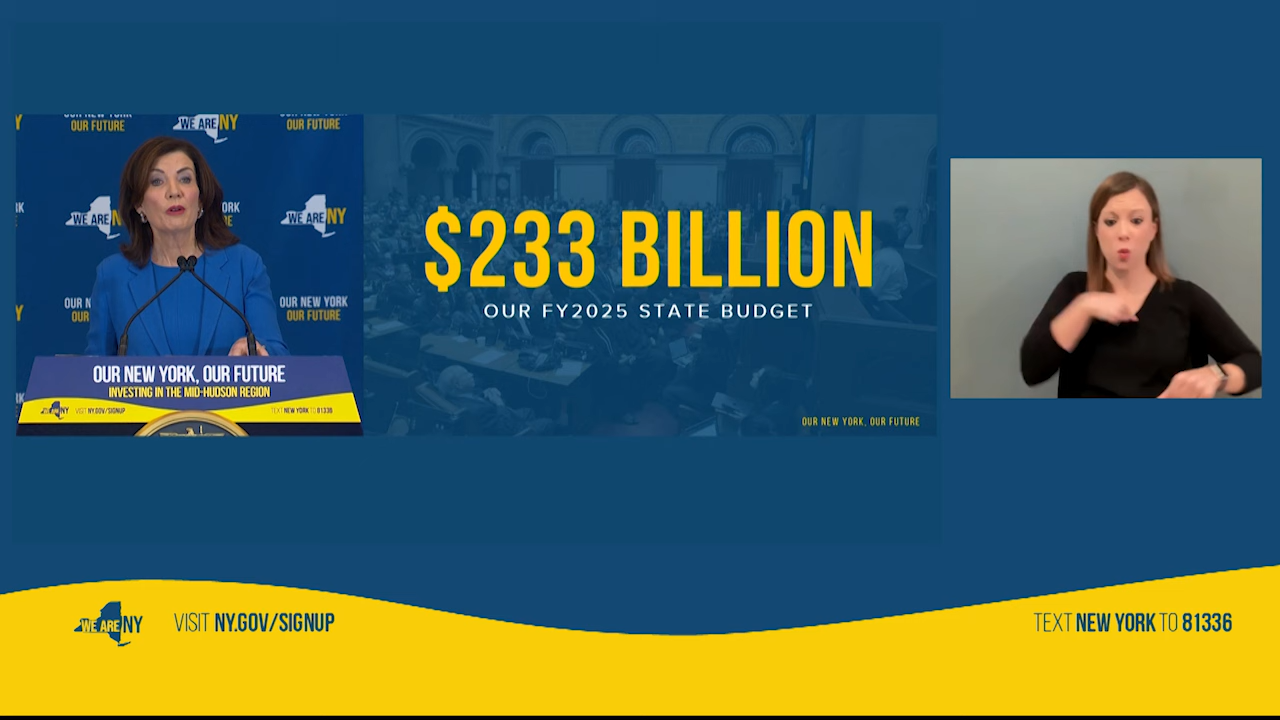 OUR NEW YORK
OUR FUTURE
WE ARE NY
OUR NEW YORK
OUR FUTURE
WE ARE NY
WE ARE NY
OUR NEW YORK
OUR FUTURE
$233 BILLION
OUR FY2025 STATE BUDGET
OUR NEW YORK, OUR FUTURE
INVESTING IN THE MID-HUDSON REGION
WE ARE NY
VISIT NY.GOV/SIGNUP
TEXT NEW YORK TO 81336
OUR NEW YORK, OUR FUTURE
WE ARE NY
VISIT NY.GOV/SIGNUP
TEXT NEW YORK TO 81336